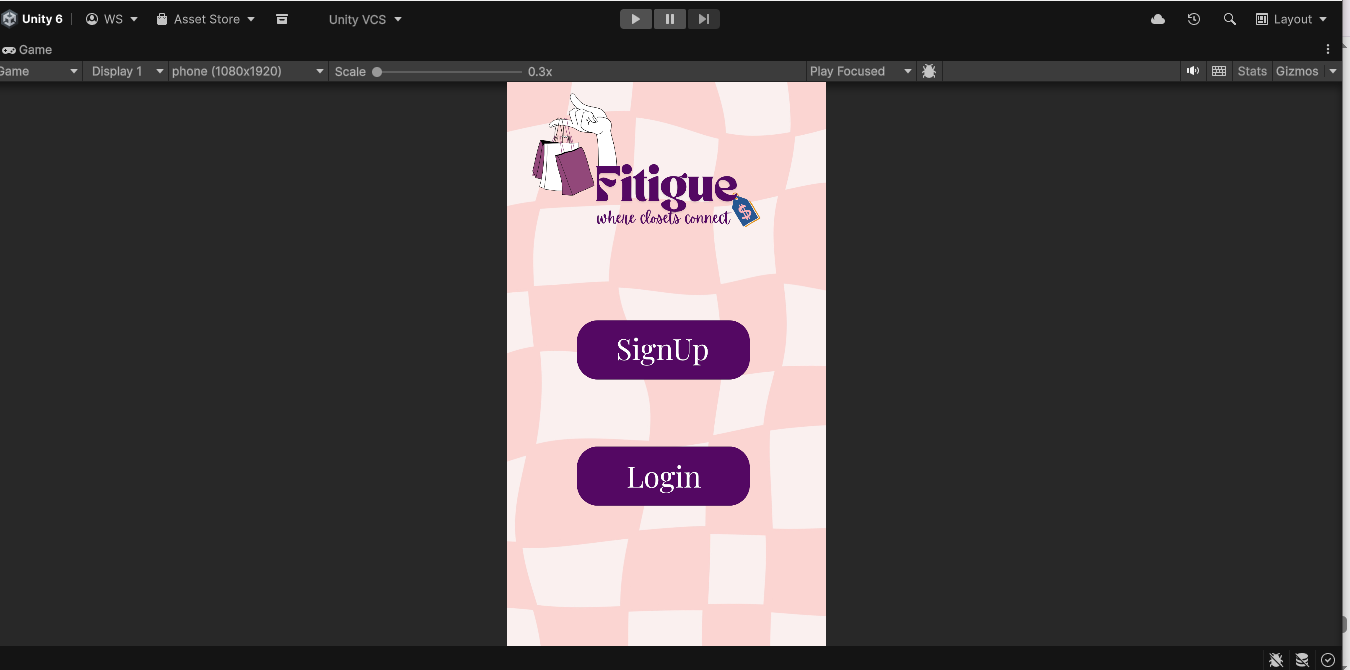 Unity 6 WS Asset Store Unity VCS Layout
Game
Game Display 1 phone (1080x1920) Scale 0.3x Play Focused Stats Gizmos
Fitigue
where closets connect
$
SignUp
Login